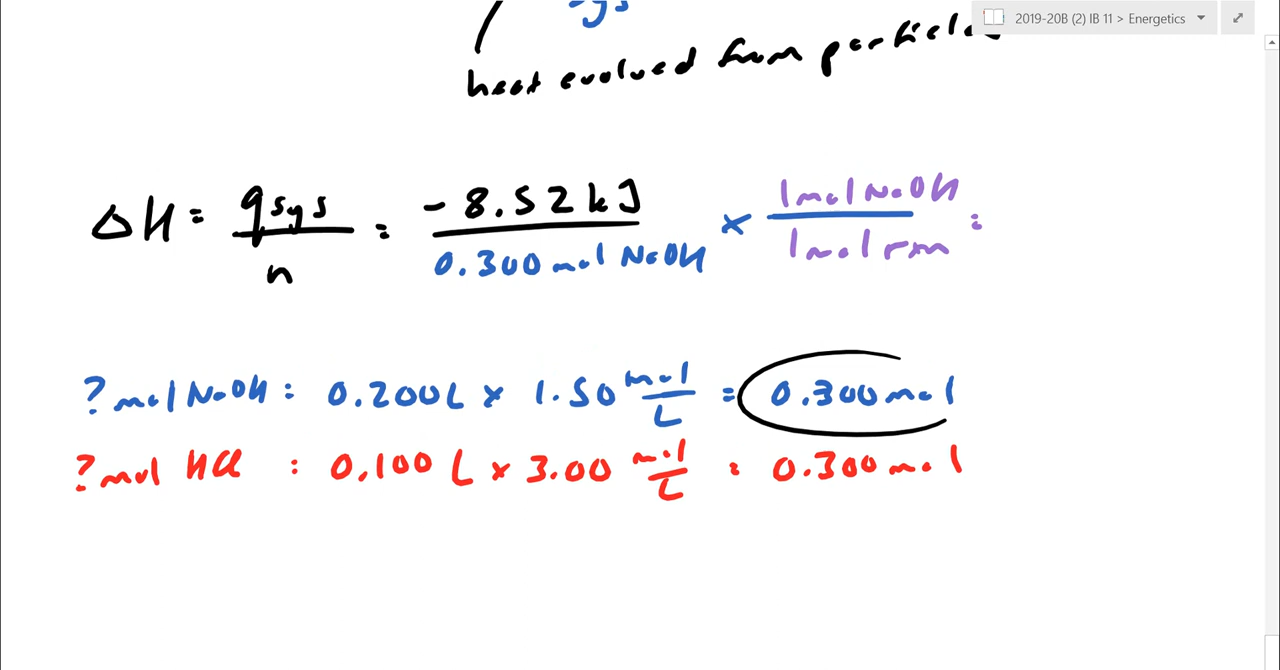 2019-20B (2) IB 11 > Energetics
sys
heat evolved from particles
ΔH = qsys / n = -8.52 kJ / 0.300 mol NaOH × 1 mol NaOH / 1 mol rxn =
? mol NaOH = 0.200 L × 1.50 mol/L = 0.300 mol
? mol HCl = 0.100 L × 3.00 mol/L = 0.300 mol